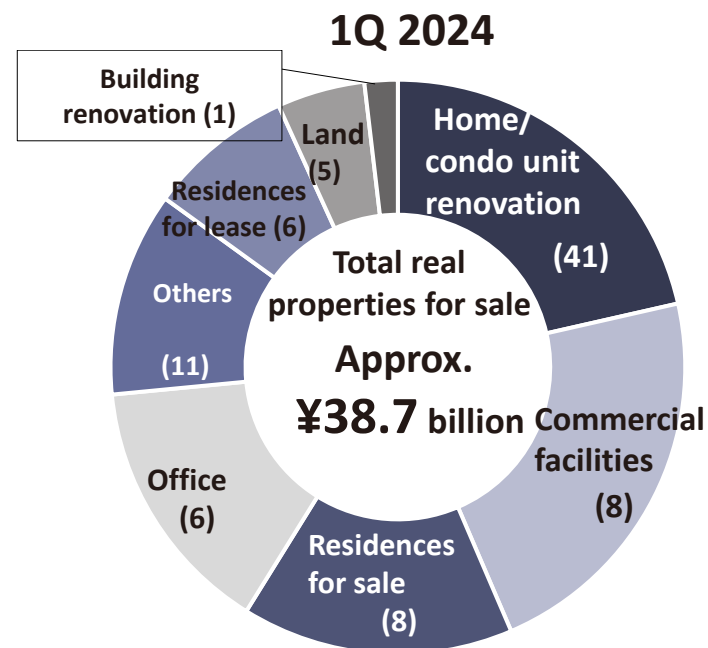 1Q 2024
Building
renovation (1)
Home/
condo unit
renovation
(41)
Land
(5)
Residences
for lease (6)
Others
(11)
Total real
properties for sale
Approx.
¥38.7 billion
Commercial
facilities
(8)
Office
(6)
Residences
for sale
(8)